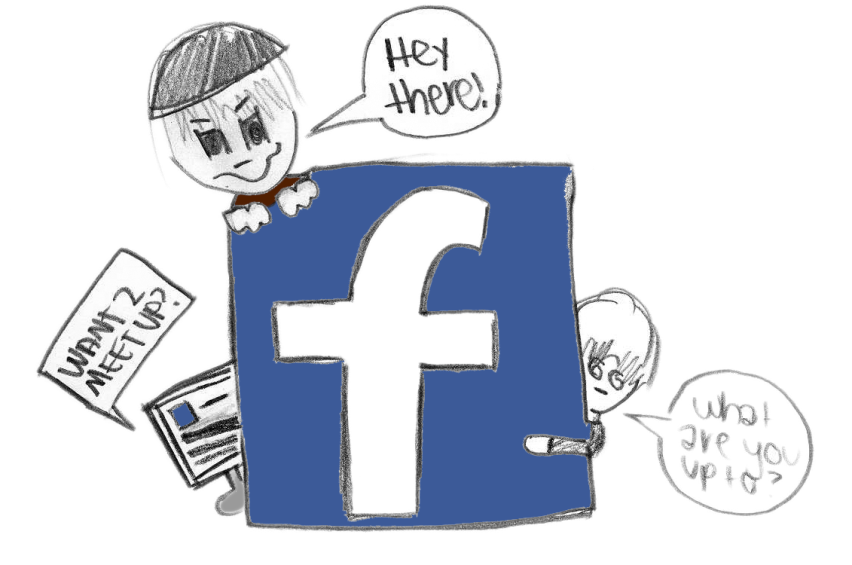 Hey
there!
WANT 2
MEET UP?
f
what
are you
up to?